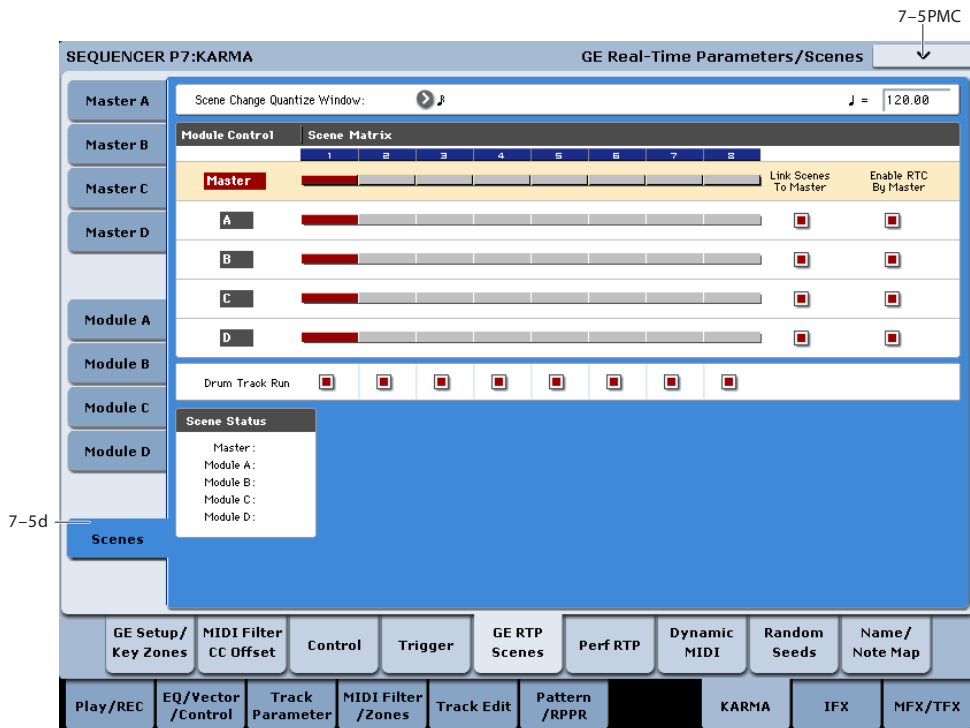 7–5PMC
SEQUENCER P7:KARMA
GE Real-Time Parameters/Scenes
Master A
Master B
Master C
Master D
Module A
Module B
Module C
Module D
7–5d
Scenes
Scene Change Quantize Window:
♪
♩ = 120.00
Module Control
Scene Matrix
1 2 3 4 5 6 7 8
Master
Link Scenes
To Master
Enable RTC
By Master
A
B
C
D
Drum Track Run
Scene Status
Master:
Module A:
Module B:
Module C:
Module D:
GE Setup/
Key Zones
MIDI Filter
CC Offset
Control
Trigger
GE RTP
Scenes
Perf RTP
Dynamic
MIDI
Random
Seeds
Name/
Note Map
Play/REC
EQ/Vector
/Control
Track
Parameter
MIDI Filter
/Zones
Track Edit
Pattern
/RPPR
KARMA
IFX
MFX/TFX